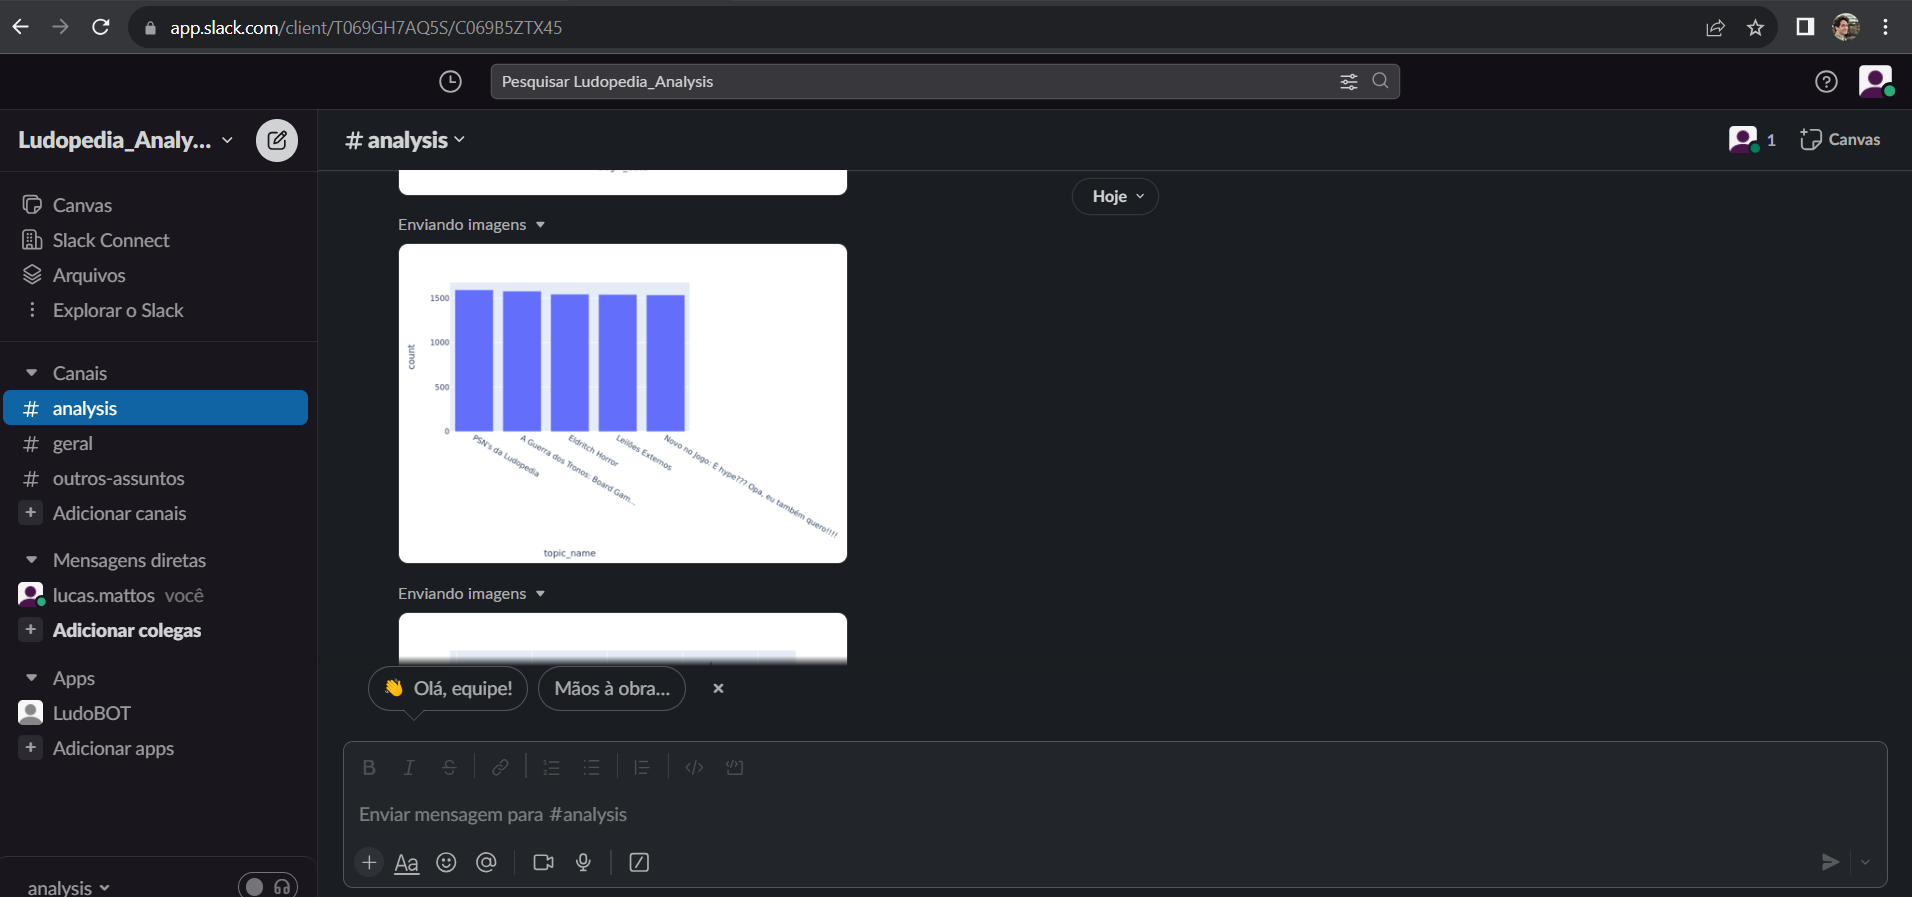 app.slack.com/client/T069GH7AQ5S/C069B5ZTX45
Pesquisar Ludopedia_Analysis
Ludopedia_Analy...
# analysis
1
Canvas
Canvas
Slack Connect
Arquivos
Explorar o Slack
Canais
# analysis
# geral
# outros-assuntos
+ Adicionar canais
Mensagens diretas
lucas.mattos você
+ Adicionar colegas
Apps
LudoBOT
+ Adicionar apps
analysis
Hoje
Enviando imagens
1500
1000
500
0
count
PSN's da Ludopedia
A Guerra dos Tronos: Board Gam...
Eldritch Horror
Leilões Externos
Novo no Jogo: É hype??? Opa, eu também quero!!!!
topic_name
Enviando imagens
👋 Olá, equipe!
Mãos à obra...
B I S
Enviar mensagem para #analysis
+ Aa @